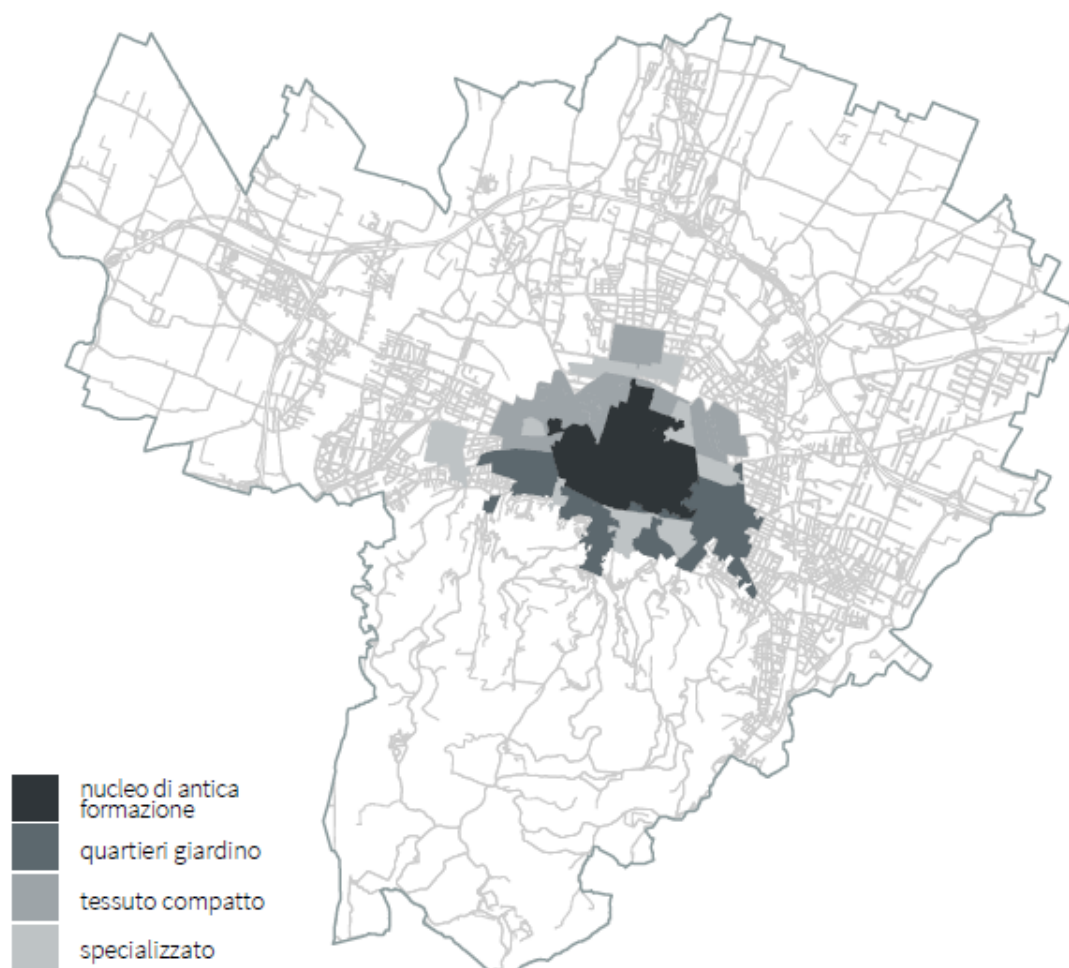 nucleo di antica
formazione
quartieri giardino
tessuto compatto
specializzato